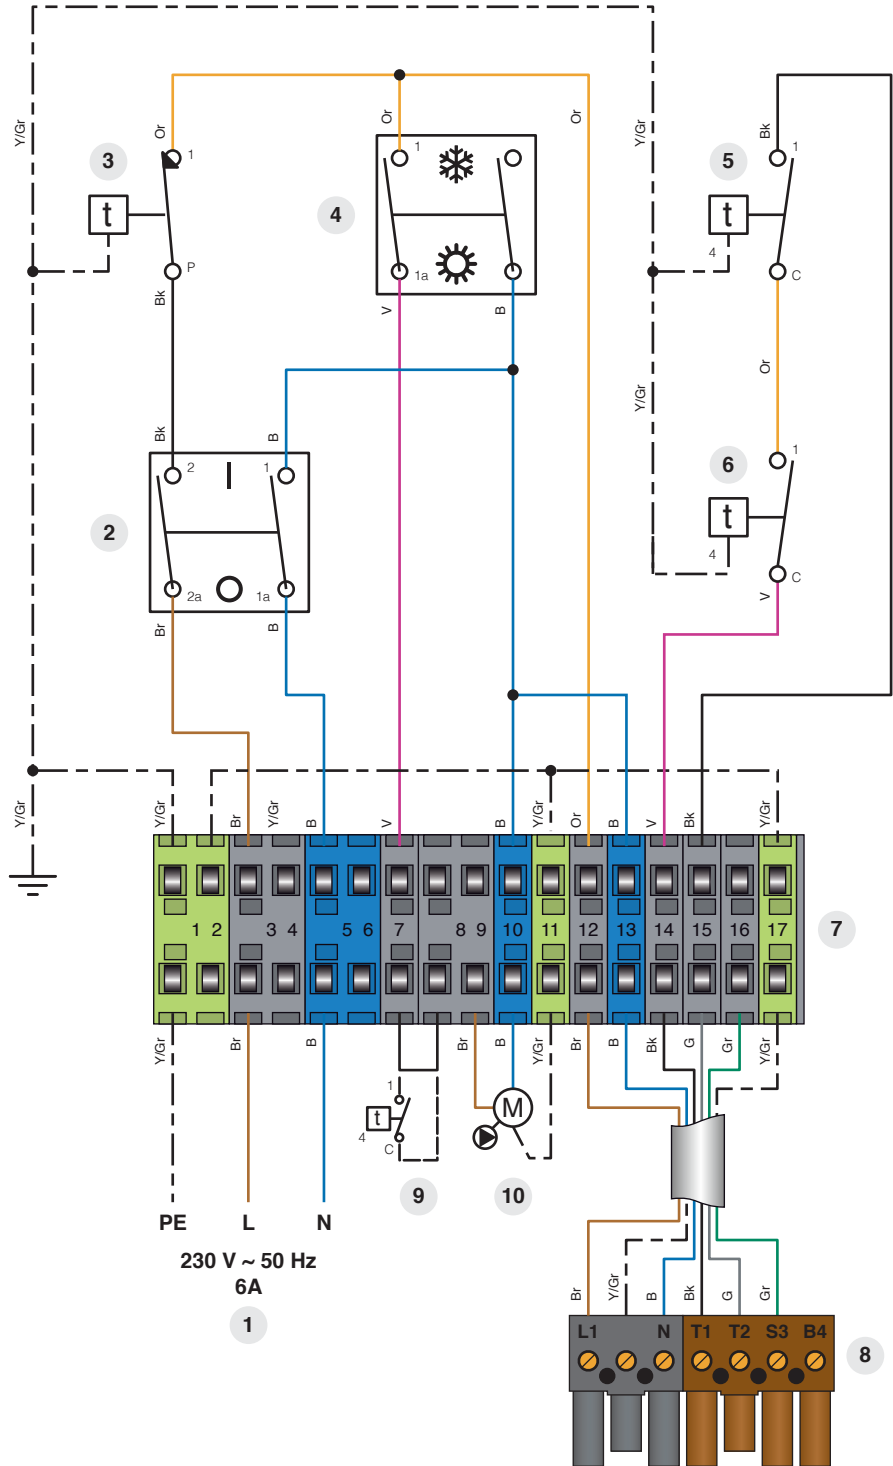 Y/Gr
Or
3
1
t
P
Bk
Or
4
1
1a
V
B
Or
Y/Gr
Bk
5
1
t
4
C
Or
Y/Gr
6
1
t
4
C
V
Bk
B
2
2
1
2a
1a
Br
B
Y/Gr
Y/Gr
Br
Y/Gr
B
V
B
Y/Gr
Or
B
V
Bk
Y/Gr
1 2 3 4 5 6 7 8 9 10 11 12 13 14 15 16 17
7
Y/Gr
Br
B
Br
B
Y/Gr
Br
B
Bk
G
Gr
Y/Gr
1
t
4
C
9
M
10
PE L N
230 V ~ 50 Hz
6A
1
Br
Y/Gr
B
Bk
G
Gr
L1 N T1 T2 S3 B4
8